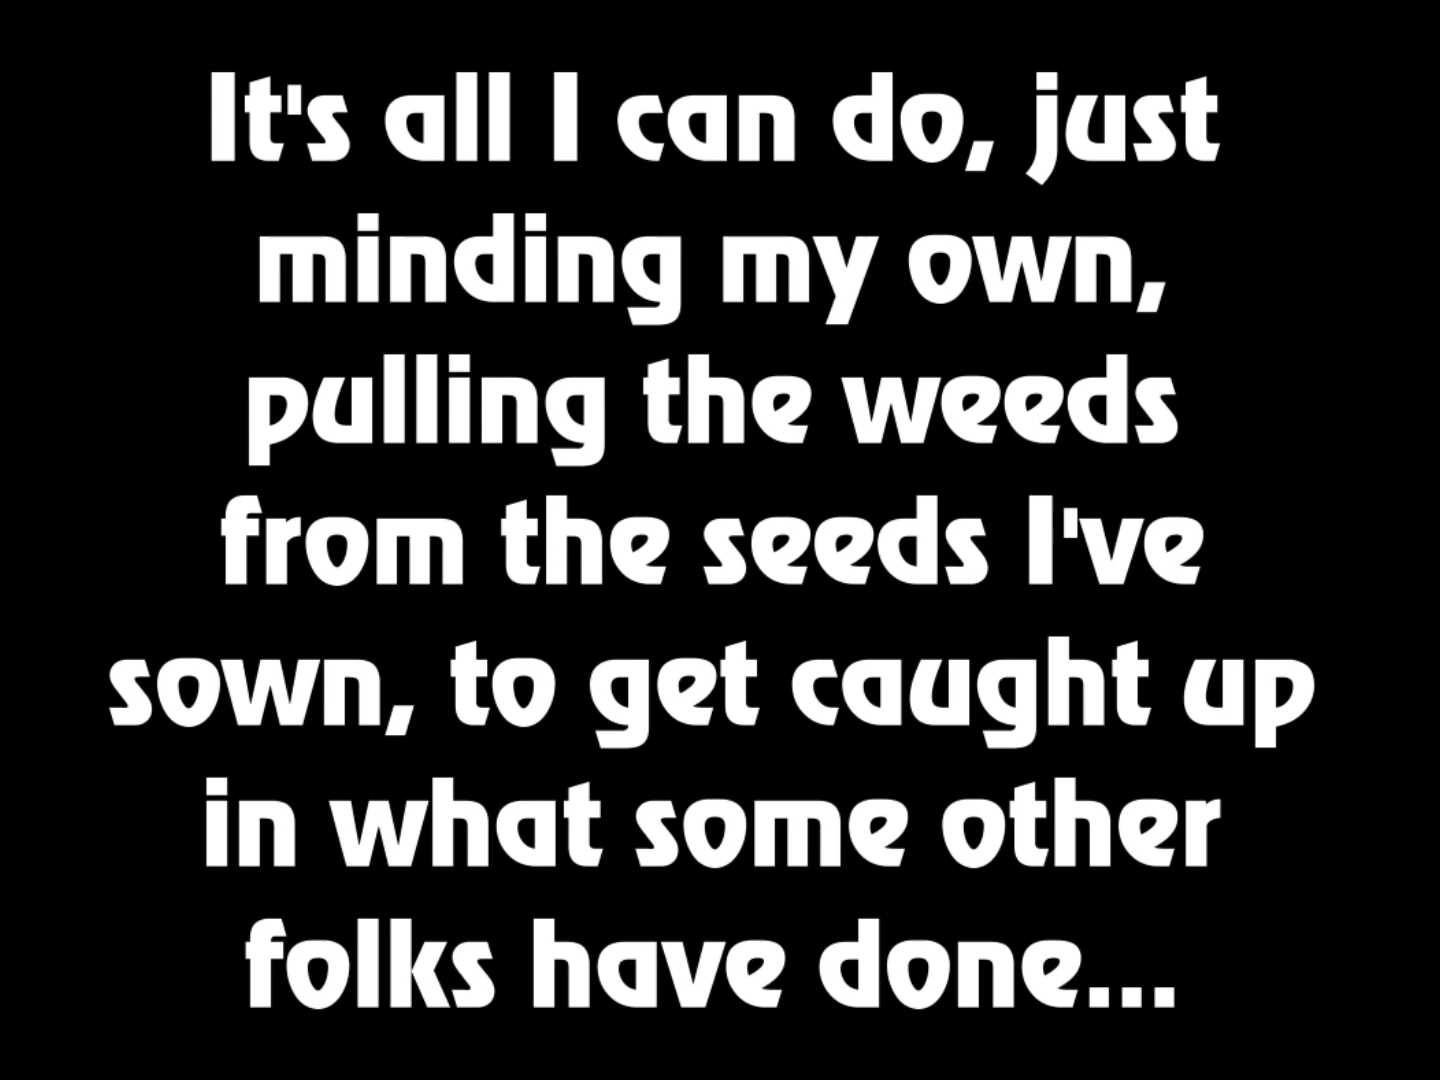 It's all I can do, just
minding my own,
pulling the weeds
from the seeds I've
sown, to get caught up
in what some other
folks have done...